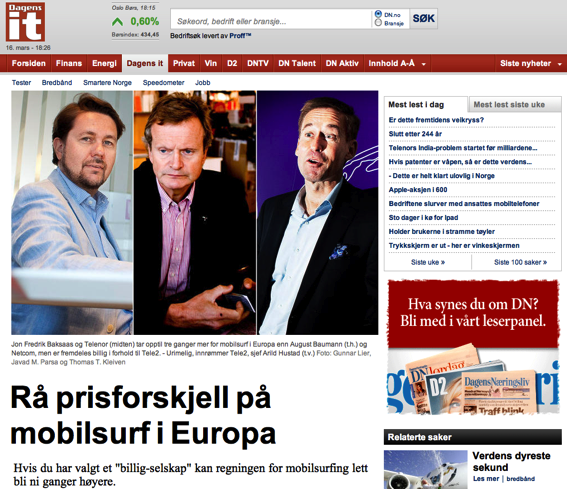 Dagens
it
16. mars - 18:26
Oslo Børs, 18:15
0,60%
Børsindex: 434,45
Søkeord, bedrift eller bransje...
DN.no
Bransje
SØK
Bedriftsøk levert av Proff™
Forsiden Finans Energi Dagens it Privat Vin D2 DNTV DN Talent DN Aktiv Innhold A-Å Siste nyheter
Tester Bredbånd Smartere Norge Speedometer Jobb
Jon Fredrik Baksaas og Telenor (midten) tar opptil tre ganger mer for mobilsurf i Europa enn August Baumann (t.h.) og
Netcom, men er fremdeles billig i forhold til Tele2. - Urimelig, innrømmer Tele2, sjef Arild Hustad (t.v.) Foto: Gunnar Lier,
Javad M. Parsa og Thomas T. Kleiven
Rå prisforskjell på
mobilsurf i Europa
Hvis du har valgt et "billig-selskap" kan regningen for mobilsurfing lett
bli ni ganger høyere.
Mest lest i dag Mest lest siste uke
Er dette fremtidens velkryss?
Slutt etter 244 år
Telenors India-problem startet før milliardene...
Hvis patenter er våpen, så er dette verdens...
- Dette er helt klart ulovlig i Norge
Apple-aksjen i 600
Bedriftene slurver med ansattes mobiltelefoner
Sto dager i kø for Ipad
Holder brukerne i stramme tøyler
Trykkskjerm er ut - her er vinkeskjermen
Siste uke » Siste 100 saker »
Hva synes du om DN?
Bli med i vårt leserpanel.
D2
DagensNæringsliv
Traff blink
Relaterte saker
Verdens dyreste
sekund
Les mer | bredbånd